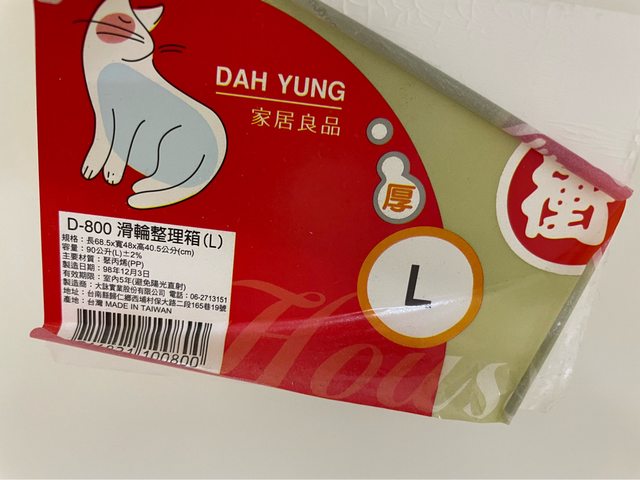 DAH YUNG
家居良品
厚
衝
L
D-800 滑輪整理箱(L)
規格：長68.5x寬48x高40.5公分(cm)
容量：90公升(L)±2%
主要材質：聚丙烯(PP)
製造日期：98年12月3日
有效期限：室內5年(避免陽光直射)
製造商：大詠實業股份有限公司 電話：06-2713151
地址：台南縣歸仁鄉西埔村保大路二段165巷19號
產地：台灣 MADE IN TAIWAN
Hous